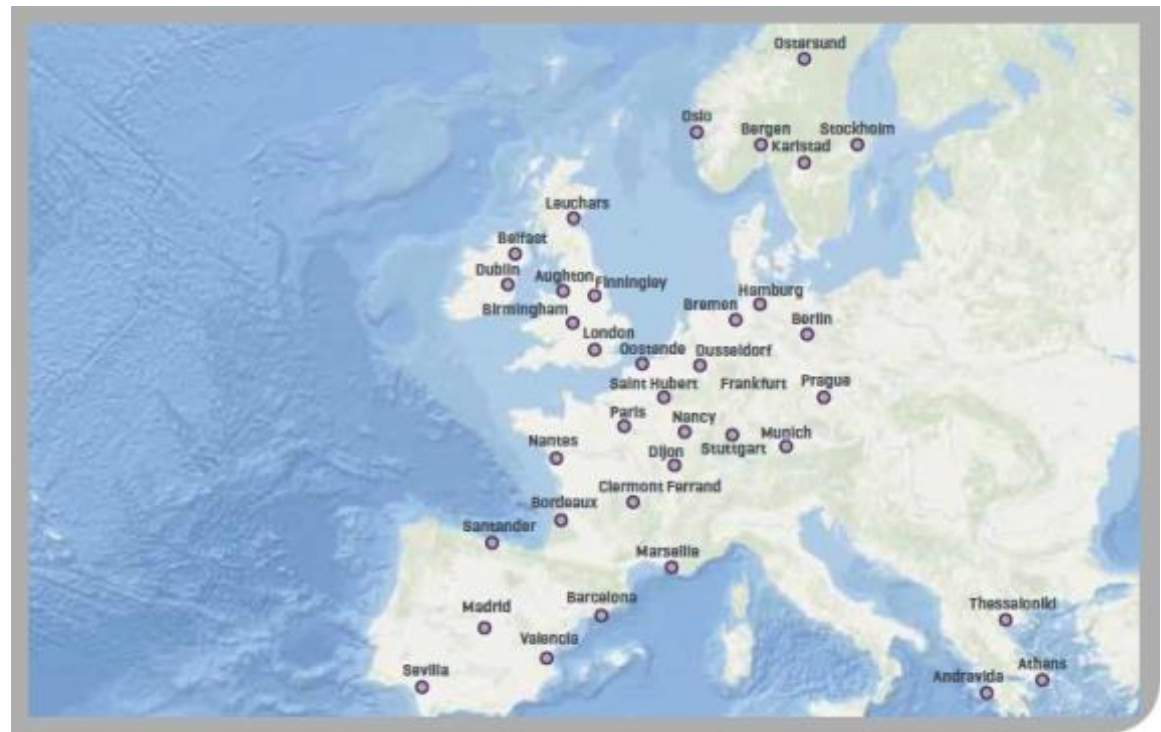 Ostersund
Oslo
Bergen
Stockholm
Karlstad
Leuchars
Belfast
Dublin
Aughton
Finningley
Birmingham
Hamburg
Bremen
Berlin
London
Oostende
Dusseldorf
Saint Hubert
Frankfurt
Prague
Paris
Nancy
Nantes
Munich
Dijon
Stuttgart
Clermont Ferrand
Bordeaux
Santander
Marseille
Barcelona
Madrid
Valencia
Thessaloniki
Sevilla
Athens
Andravida